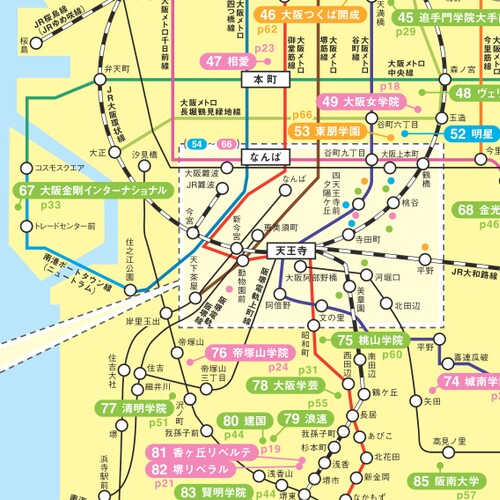 JR桜島線
(JRゆめ咲線)
桜島
大阪メトロ千日前線
大阪メトロ
四つ橋線
46 大阪つくば開成
p62
45 追手門学院大手
p29
p23
47 相愛
大阪メトロ
御堂筋線
大阪メトロ
堺筋線
大阪メトロ
谷町線
天満橋
大阪メトロ
中央線
弁天町
本町
森ノ宮
p18
48 ヴェリ
JR大阪環状線
大阪メトロ
長堀鶴見緑地線
49 大阪女学院
p66
谷町六丁目
玉造
53 東朋学園
52 明星
54 ~ 66
大正
汐見橋
なんば
谷町九丁目
大阪上本町
今里
コスモスクエア
大阪難波
JR難波
なんば
鶴橋
67 大阪金剛インターナショナル
p33
四天王寺前
夕陽ケ丘
桃谷
68 金光
p46
トレードセンター前
今宮
新今宮
恵美須町
寺田町
天王寺
住之江公園
天下茶屋
動物園前
平野
JR大和路線
南港ポートタウン線
(ニュートラム)
阪堺電軌阪堺線
阪堺電軌上町線
大阪阿部野橋
河堀口
阿倍野
美章園
北田辺
文の里
岸里玉出
昭和町
75 桃山学院
p60
平野
帝塚山
76 帝塚山学院
p24
西田辺
南田辺
喜連瓜破
74 城南学
p31
住吉大社
住吉
細井川
帝塚山
三丁目
78 大阪学芸
p55
鶴ケ丘
77 清明学院
p51
沢ノ町
79 浪速
長居
矢田
80 建国
p44
p19
堺
我孫子前
我孫子町
杉本町
あびこ
高見ノ里
81 香ヶ丘リベルテ
82 堺リベラル
p21
浅香
北花田
浜寺駅前
浅香山
堺市
新金岡
85 阪南大
p57
83 賢明学院
p44
堺東
なかもず